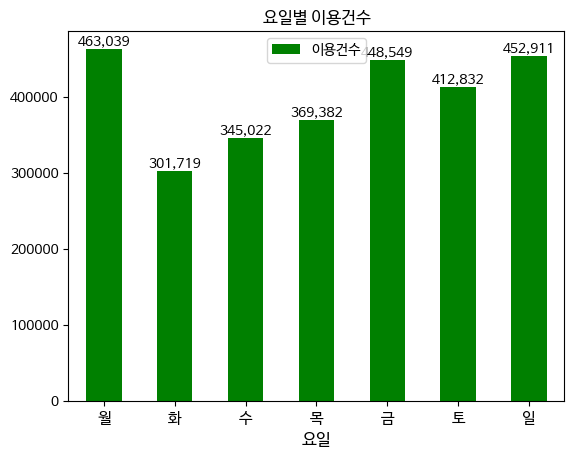 요일별 이용건수
463,039
301,719
345,022
369,382
448,549
412,832
452,911
이용건수
400000
300000
200000
100000
0
월
화
수
목
금
토
일
요일